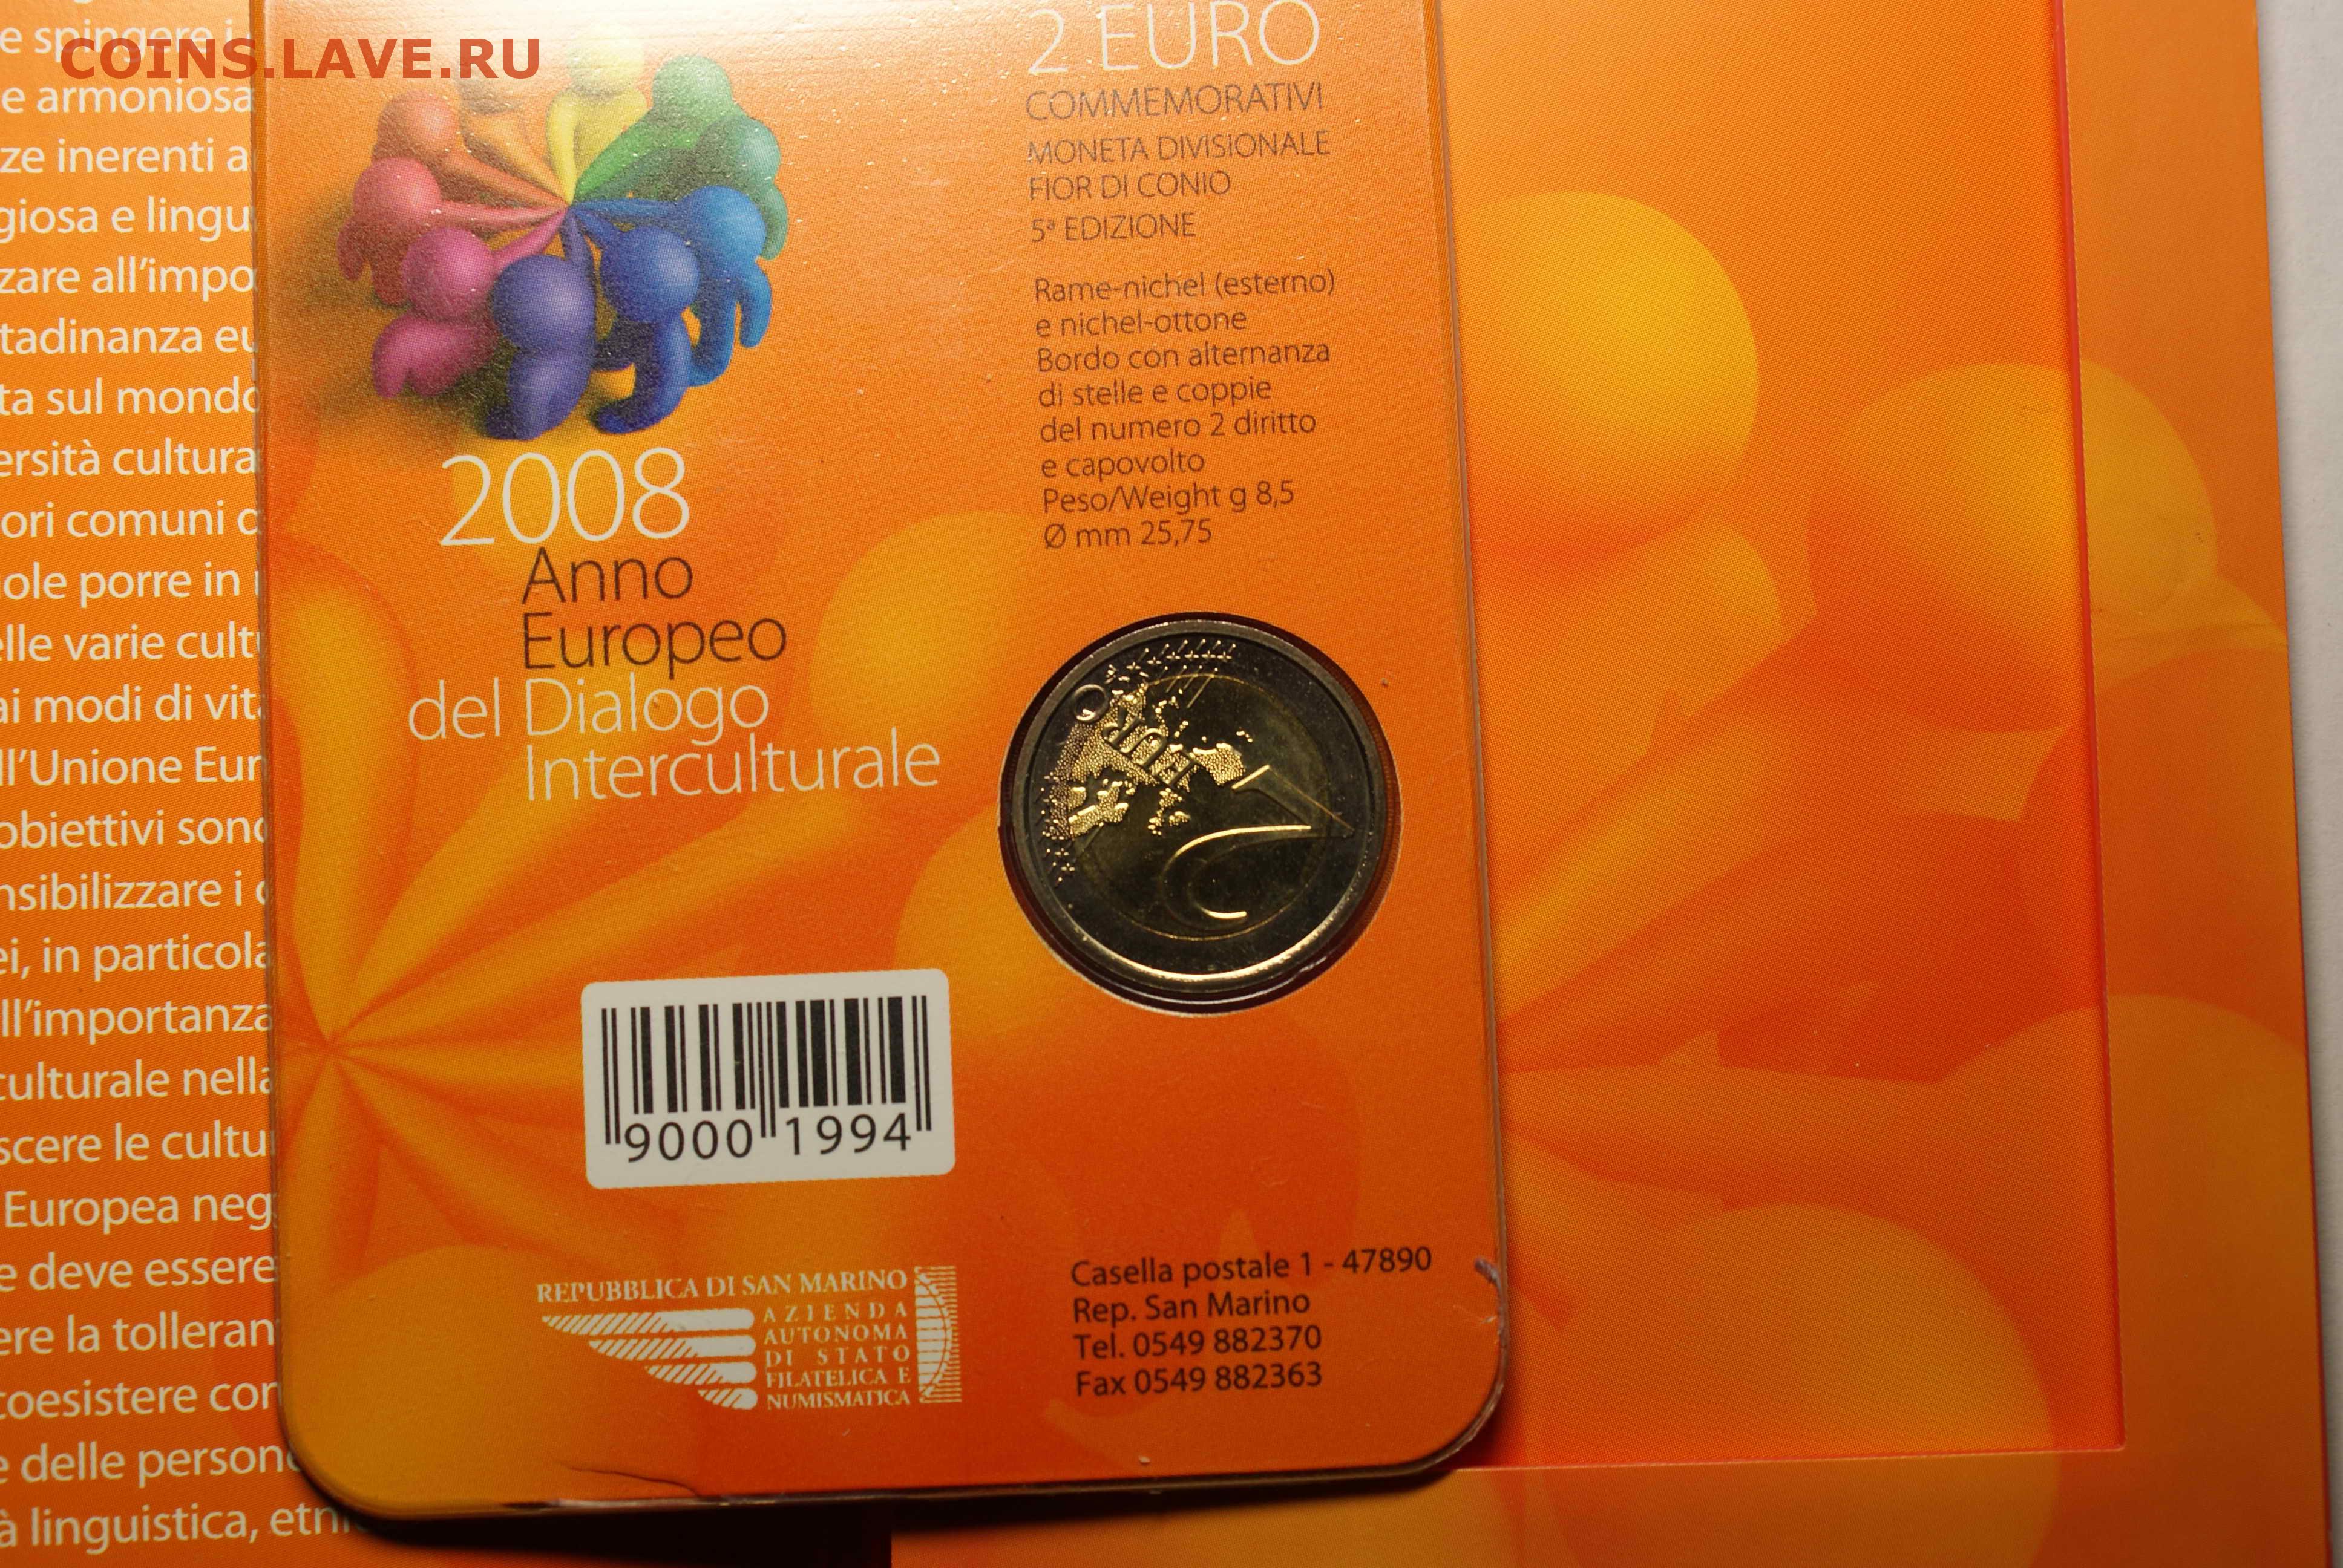 COINS.LAVE.RU
e spingere i
e armoniosa
ze inerenti a
giosa e lingu
zare all'impo
tadinanza eu
ta sul mondo
ersità cultura
ori comuni
ole porre in
elle varie cult
ai modi di vita
ll'Unione Eur
obiettivi sono
nsibilizzare i
ei, in particola
ll'importanza
culturale nella
scere le cultu
Europea neg
e deve essere
ere la tolleran
coesistere con
e delle persone
à linguistica, etni
2008
Anno
Europeo
del Dialogo
Interculturale
2 EURO
COMMEMORATIVI
MONETA DIVISIONALE
FIOR DI CONIO
5ª EDIZIONE
Rame-nichel (esterno)
e nichel-ottone
Bordo con alternanza
di stelle e coppie
del numero 2 diritto
e capovolto
Peso/Weight g 8,5
Ø mm 25,75
2 EURO
9000 1994
REPUBBLICA DI SAN MARINO
AZIENDA
AUTONOMA
DI STATO
FILATELICA E
NUMISMATICA
Casella postale 1 - 47890
Rep. San Marino
Tel. 0549 882370
Fax 0549 882363